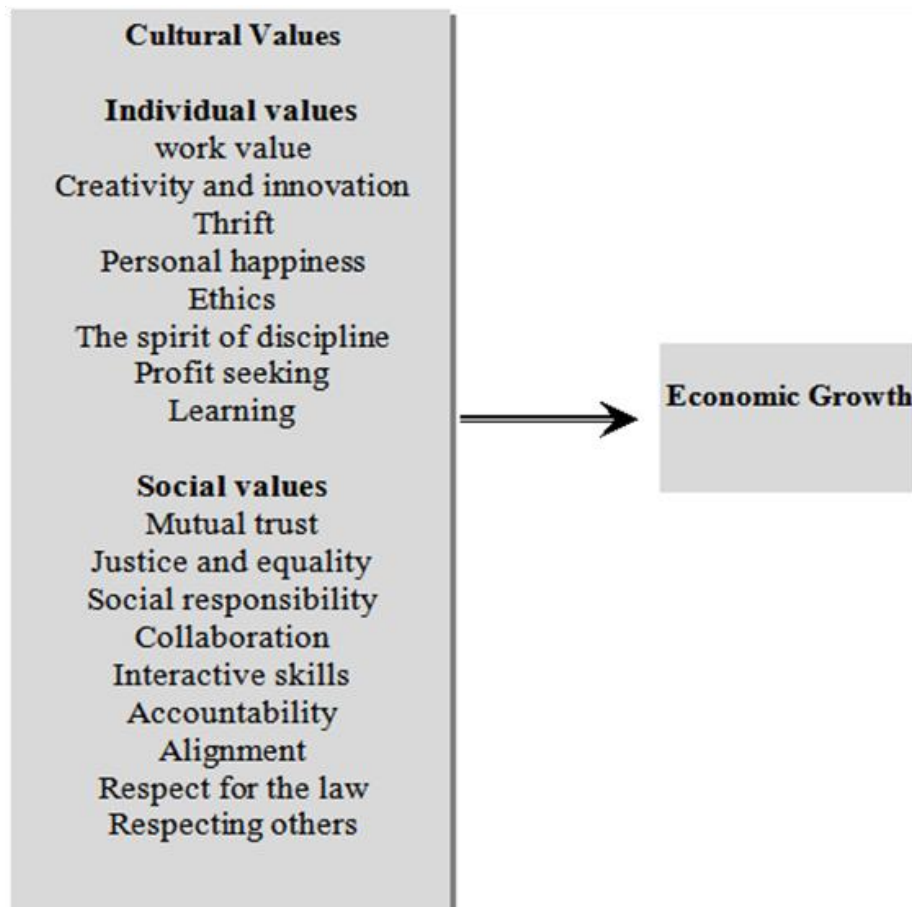 Cultural Values
Individual values
work value
Creativity and innovation
Thrift
Personal happiness
Ethics
The spirit of discipline
Profit seeking
Learning
Social values
Mutual trust
Justice and equality
Social responsibility
Collaboration
Interactive skills
Accountability
Alignment
Respect for the law
Respecting others
Economic Growth